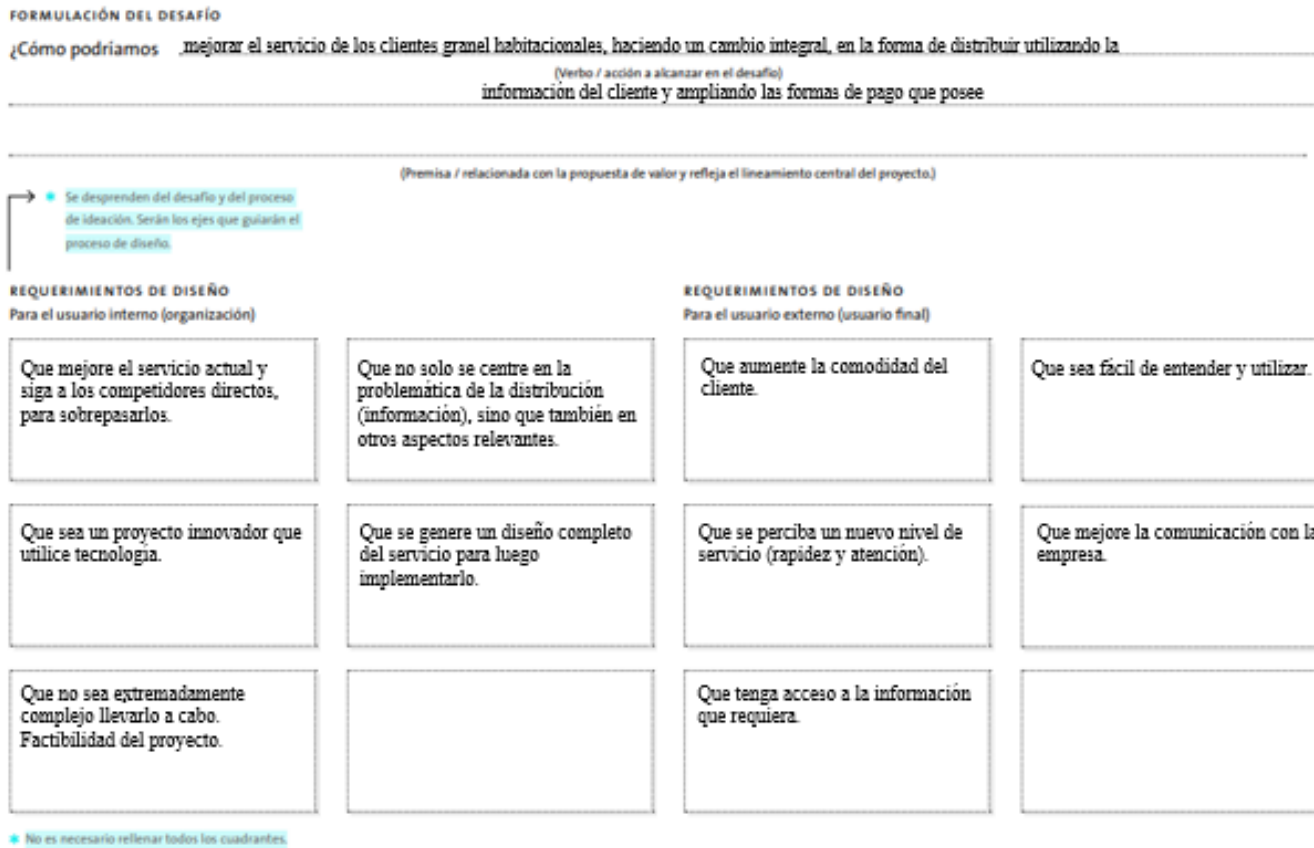 FORMULACIÓN DEL DESAFÍO
¿Cómo podríamos mejorar el servicio de los clientes granel habitacionales, haciendo un cambio integral, en la forma de distribuir utilizando la
(Verbo / acción a alcanzar en el desafío)
información del cliente y ampliando las formas de pago que posee
(Premisa / relacionada con la propuesta de valor y refleja el lineamiento central del proyecto.)
Se desprenden del desafío y del proceso
de ideación. Serán los ejes que guiarán el
proceso de diseño.
REQUERIMIENTOS DE DISEÑO
Para el usuario interno (organización)
Que mejore el servicio actual y
siga a los competidores directos,
para sobrepasarlos.
Que no solo se centre en la
problemática de la distribución
(información), sino que también en
otros aspectos relevantes.
Que sea un proyecto innovador que
utilice tecnología.
Que se genere un diseño completo
del servicio para luego
implementarlo.
Que no sea extremadamente
complejo llevarlo a cabo.
Factibilidad del proyecto.
REQUERIMIENTOS DE DISEÑO
Para el usuario externo (usuario final)
Que aumente la comodidad del
cliente.
Que sea fácil de entender y utilizar.
Que se perciba un nuevo nivel de
servicio (rapidez y atención).
Que mejore la comunicación con la
empresa.
Que tenga acceso a la información
que requiera.
No es necesario rellenar todos los cuadrantes.